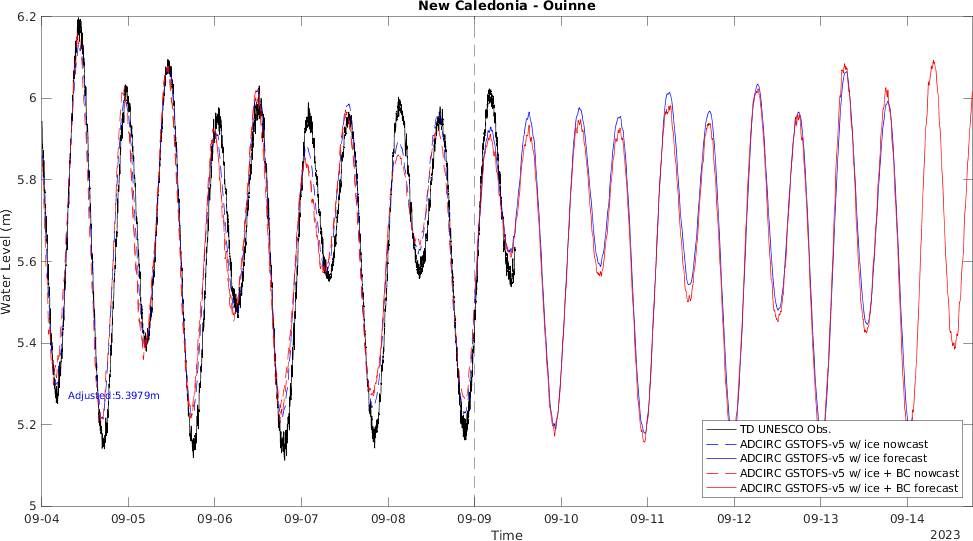 New Caledonia - Ouinne
6.2
6
5.8
5.6
5.4
5.2
5
Water Level (m)
Adjusted:5.3979m
TD UNESCO Obs.
ADCIRC GSTOFS-v5 w/ ice nowcast
ADCIRC GSTOFS-v5 w/ ice forecast
ADCIRC GSTOFS-v5 w/ ice + BC nowcast
ADCIRC GSTOFS-v5 w/ ice + BC forecast
09-04 09-05 09-06 09-07 09-08 09-09 09-10 09-11 09-12 09-13 09-14
Time
2023